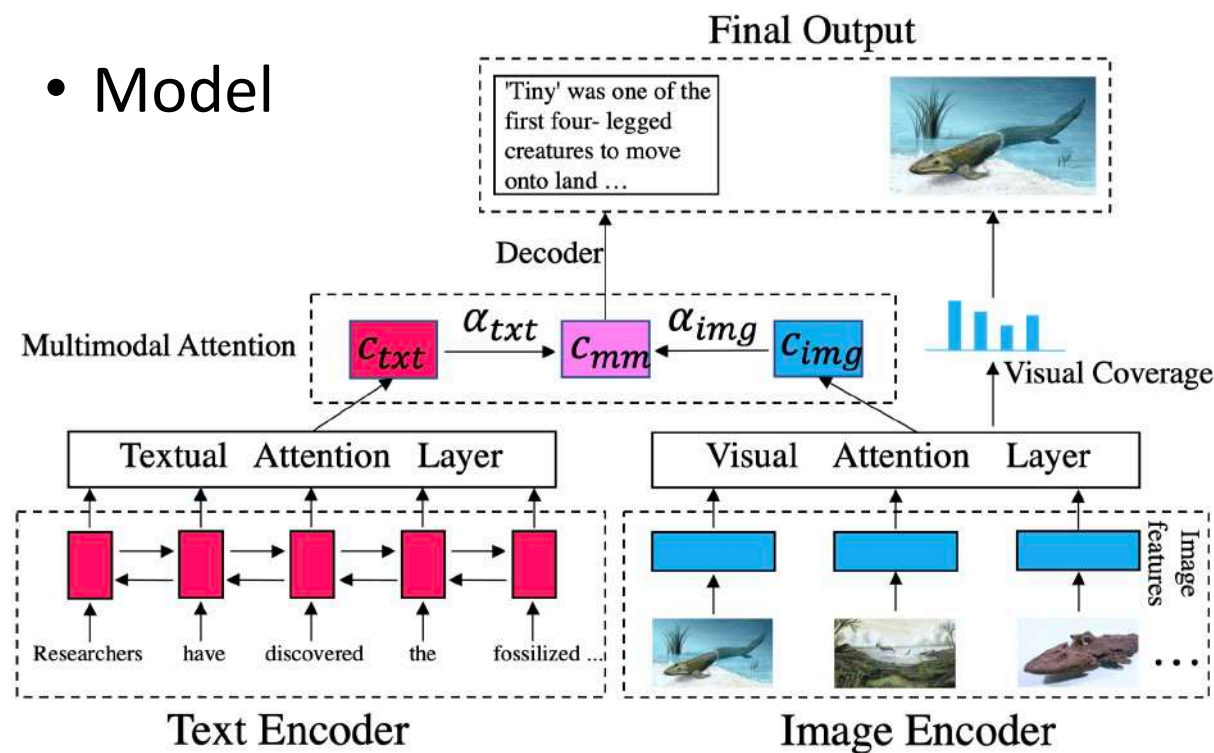 • Model
Final Output
'Tiny' was one of the
first four- legged
creatures to move
onto land ...
Decoder
Multimodal Attention
c_txt
α_txt
c_mm
α_img
c_img
Visual Coverage
Textual Attention Layer
Visual Attention Layer
Image
features
Researchers have discovered the fossilized ...
...
Text Encoder
Image Encoder